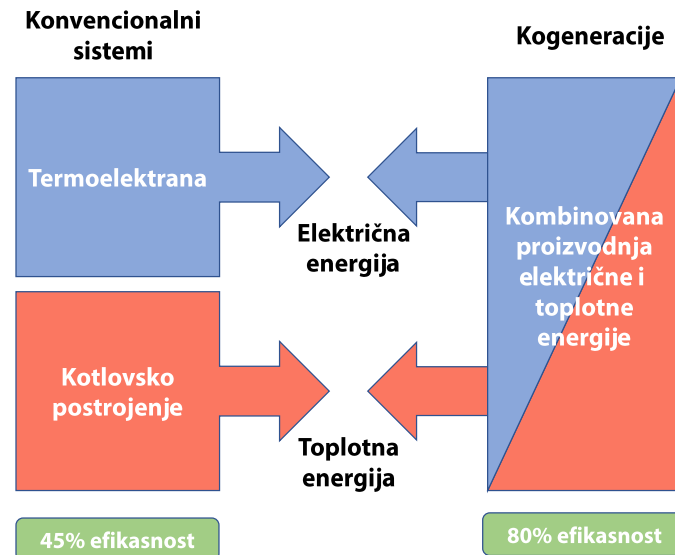 Konvencionalni
sistemi
Kogeneracije
Termoelektrana
Električna
energija
Kombinovana
proizvodnja
električne i
toplotne
energije
Kotlovsko
postrojenje
Toplotna
energija
45% efikasnost
80% efikasnost